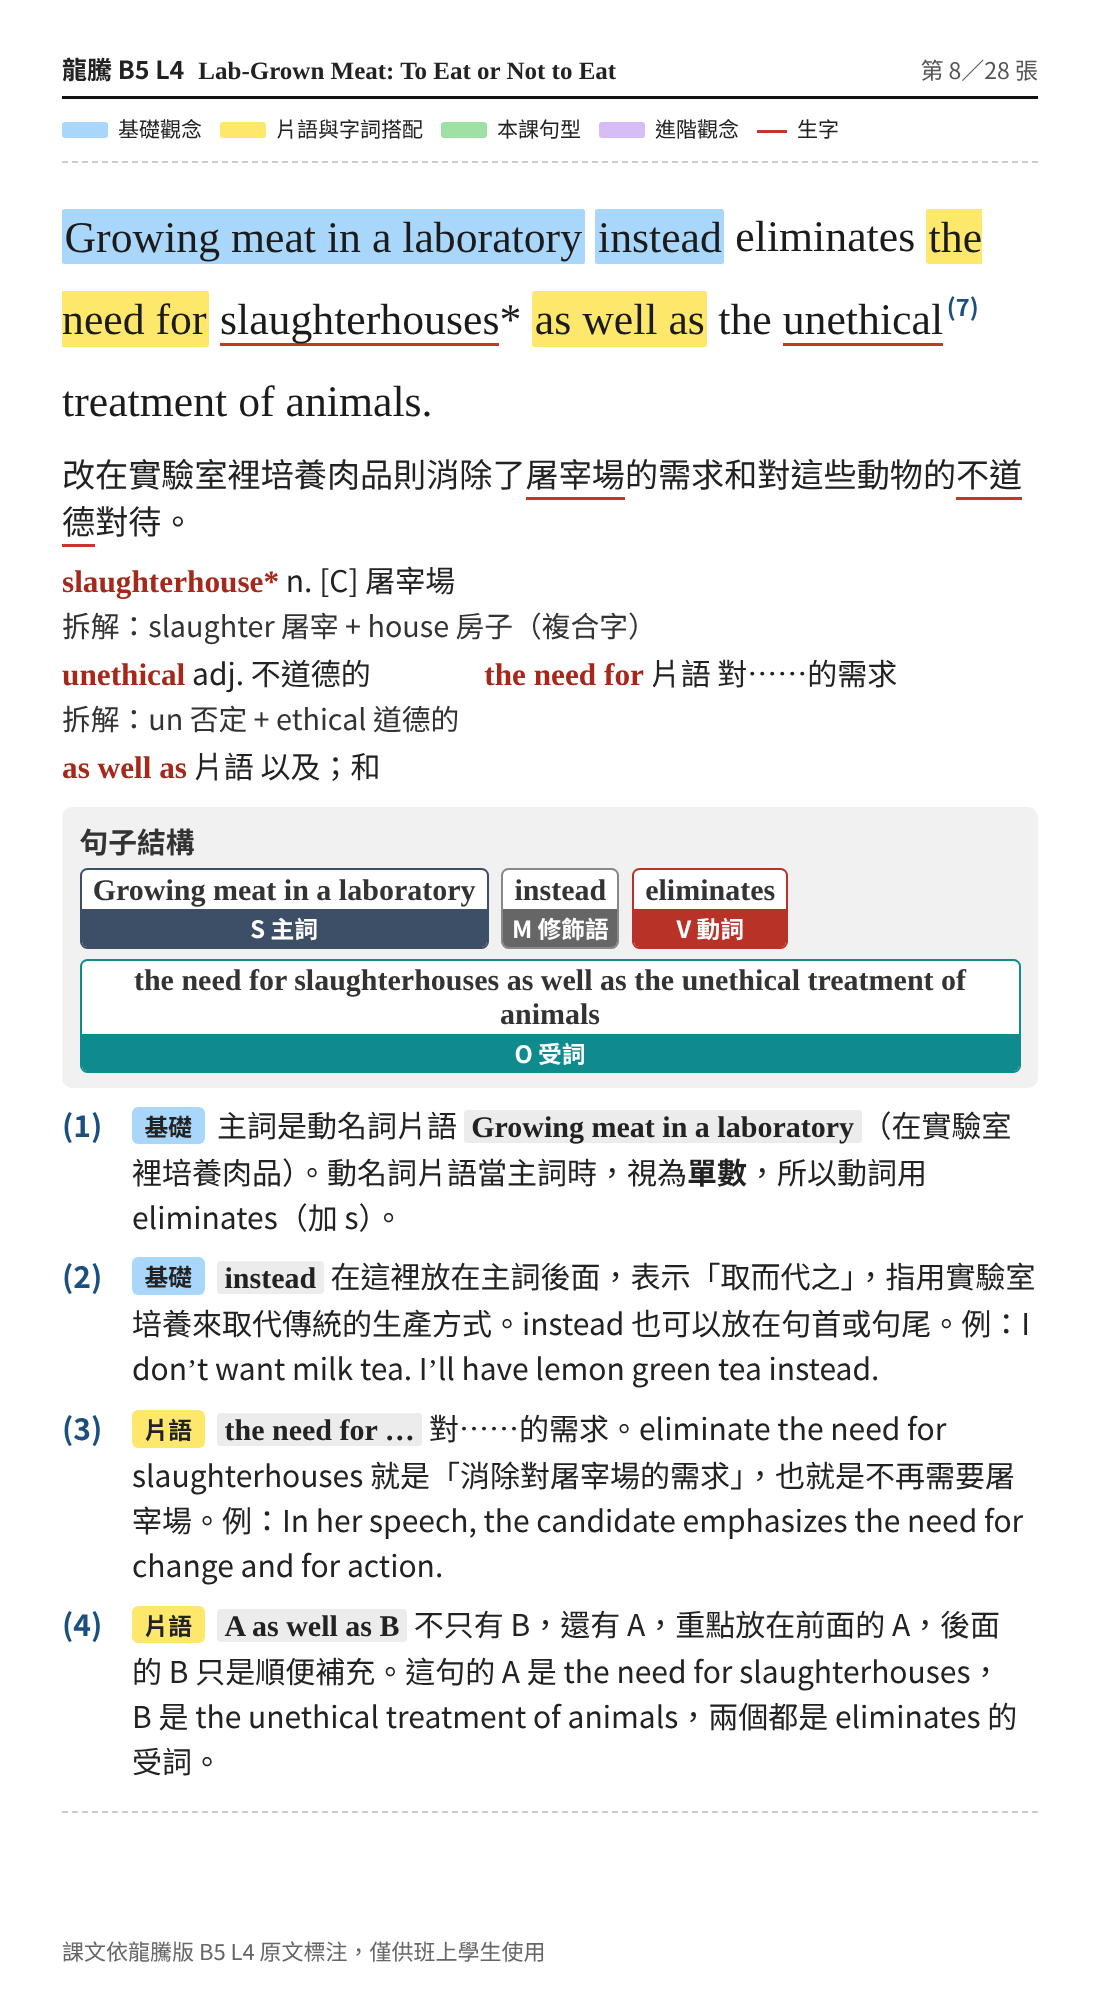 龍騰 B5 L4 Lab-Grown Meat: To Eat or Not to Eat 第 8／28 張
基礎觀念 片語與字詞搭配 本課句型 進階觀念 生字
Growing meat in a laboratory instead eliminates the
need for slaughterhouses* as well as the unethical(7)
treatment of animals.
改在實驗室裡培養肉品則消除了屠宰場的需求和對這些動物的不道
德對待。
slaughterhouse* n. [C] 屠宰場
拆解：slaughter 屠宰 + house 房子（複合字）
unethical adj. 不道德的 the need for 片語 對……的需求
拆解：un 否定 + ethical 道德的
as well as 片語 以及；和
句子結構
Growing meat in a laboratory instead eliminates
S 主詞 M 修飾語 V 動詞
the need for slaughterhouses as well as the unethical treatment of
animals
O 受詞
(1) 基礎 主詞是動名詞片語 Growing meat in a laboratory（在實驗室
裡培養肉品）。動名詞片語當主詞時，視為單數，所以動詞用
eliminates（加 s）。
(2) 基礎 instead 在這裡放在主詞後面，表示「取而代之」，指用實驗室
培養來取代傳統的生產方式。instead 也可以放在句首或句尾。例：I
don’t want milk tea. I’ll have lemon green tea instead.
(3) 片語 the need for … 對……的需求。eliminate the need for
slaughterhouses 就是「消除對屠宰場的需求」，也就是不再需要屠
宰場。例：In her speech, the candidate emphasizes the need for
change and for action.
(4) 片語 A as well as B 不只有 B，還有 A，重點放在前面的 A，後面
的 B 只是順便補充。這句的 A 是 the need for slaughterhouses，
B 是 the unethical treatment of animals，兩個都是 eliminates 的
受詞。
課文依龍騰版 B5 L4 原文標注，僅供班上學生使用